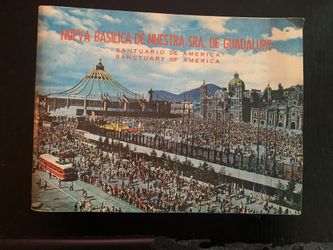 NUEVA BASILICA DE NUESTRA SRA. DE GUADALUPE
SANTUARIO DE AMERICA
SANCTUARY OF AMERICA